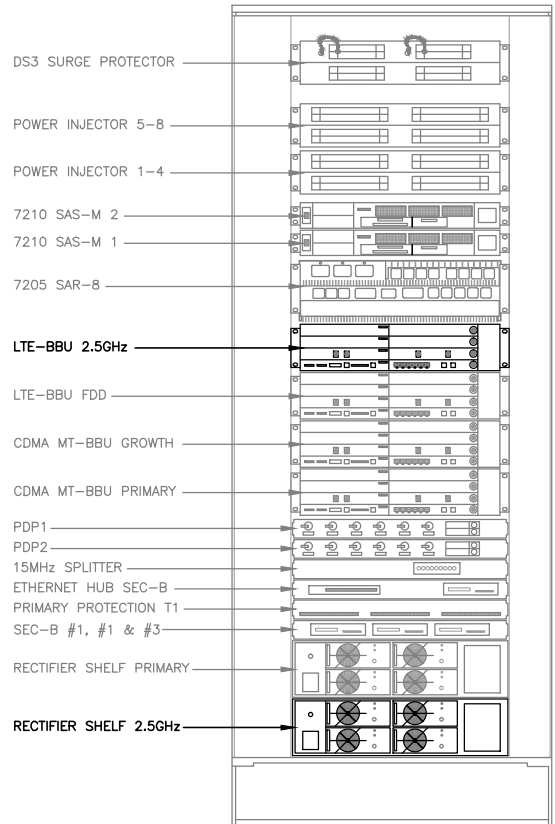 DS3 SURGE PROTECTOR
POWER INJECTOR 5-8
POWER INJECTOR 1-4
7210 SAS-M 2
7210 SAS-M 1
7205 SAR-8
LTE-BBU 2.5GHz
LTE-BBU FDD
CDMA MT-BBU GROWTH
CDMA MT-BBU PRIMARY
PDP1
PDP2
15MHz SPLITTER
ETHERNET HUB SEC-B
PRIMARY PROTECTION T1
SEC-B #1, #1 & #3
RECTIFIER SHELF PRIMARY
RECTIFIER SHELF 2.5GHz